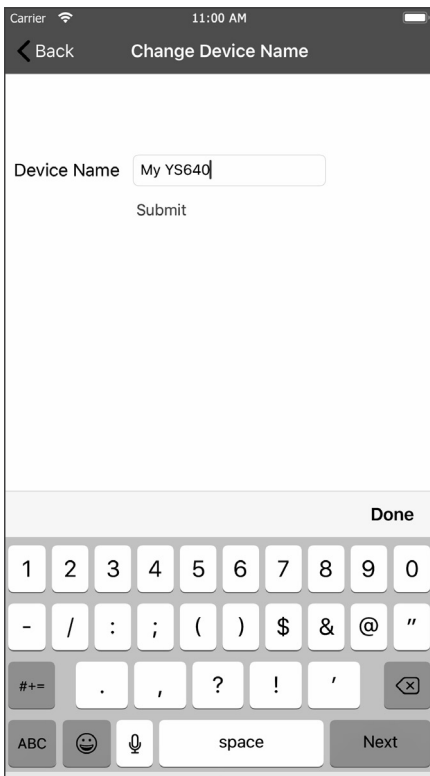 Carrier 11:00 AM
Back Change Device Name
Device Name My YS640
Submit
Done
1 2 3 4 5 6 7 8 9 0
- / : ; ( ) $ & @ "
#+= . , ? ! '
ABC space Next